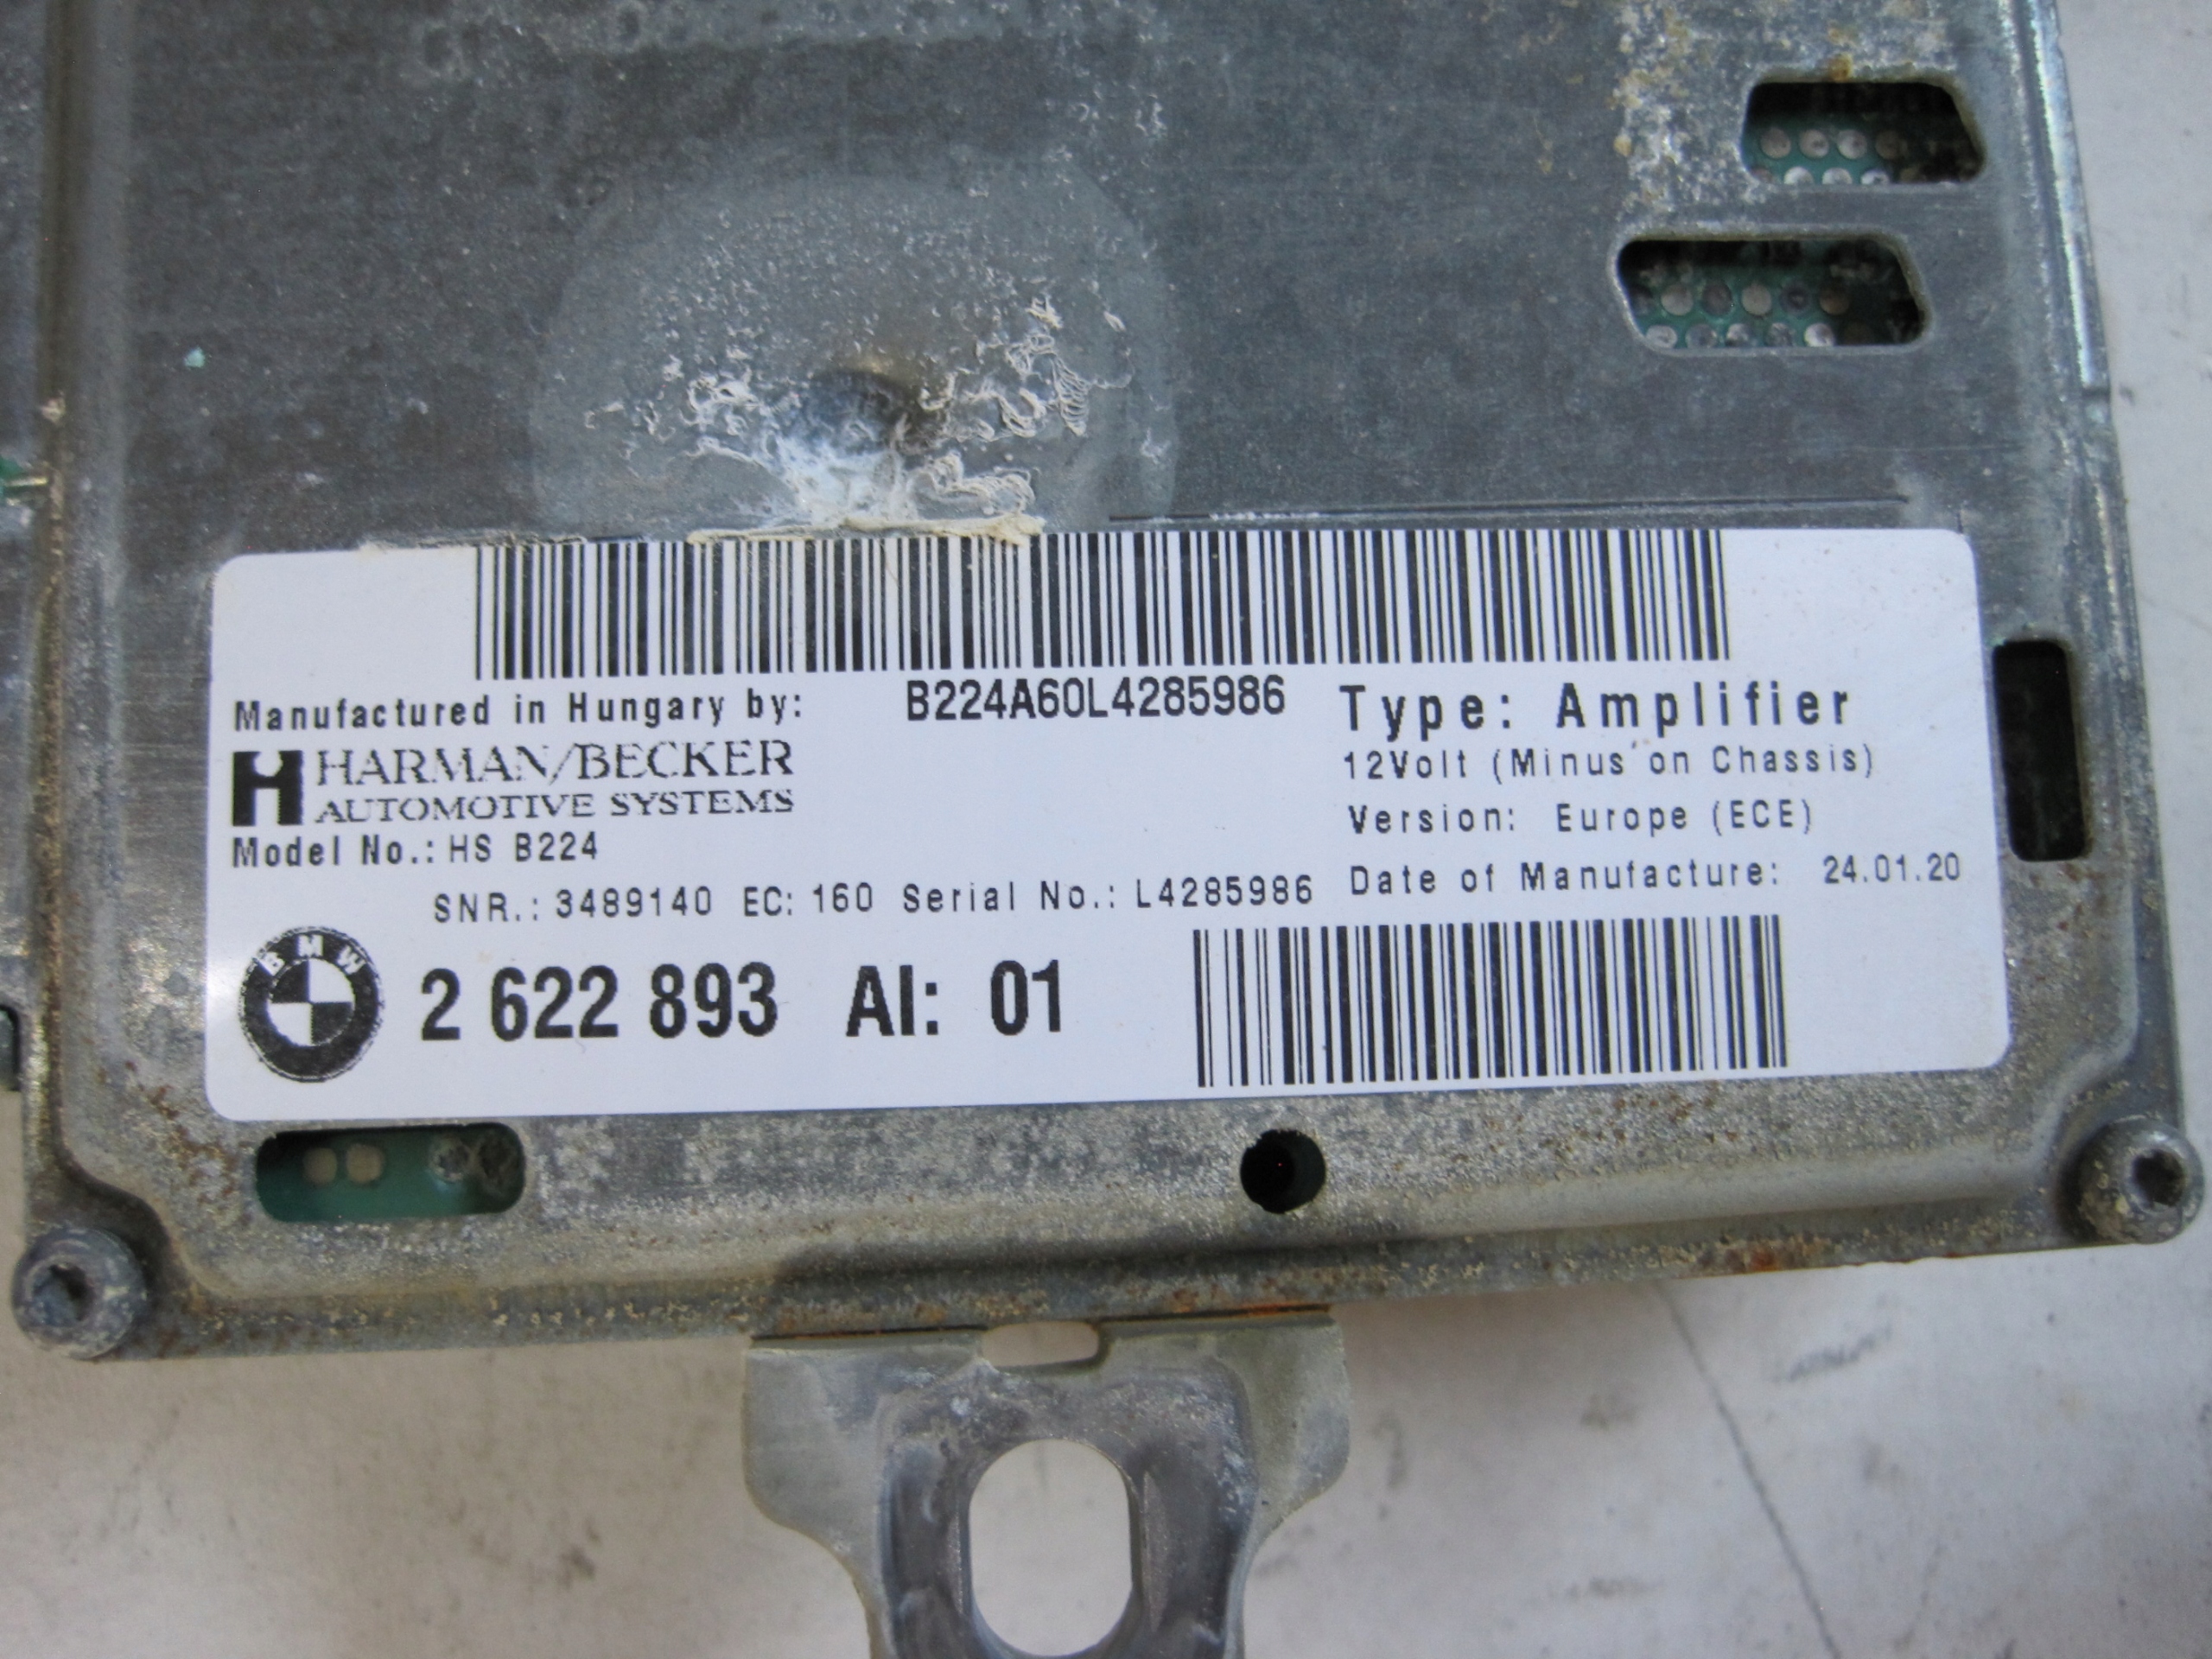 Manufactured in Hungary by:
HARMAN/BECKER
AUTOMOTIVE SYSTEMS
Model No.: HS B224
B224A60L4285986
Type: Amplifier
12Volt (Minus on Chassis)
Version: Europe (ECE)
SNR.: 3489140 EC: 160 Serial No.: L4285986 Date of Manufacture: 24.01.20
BMW
2 622 893 AI: 01